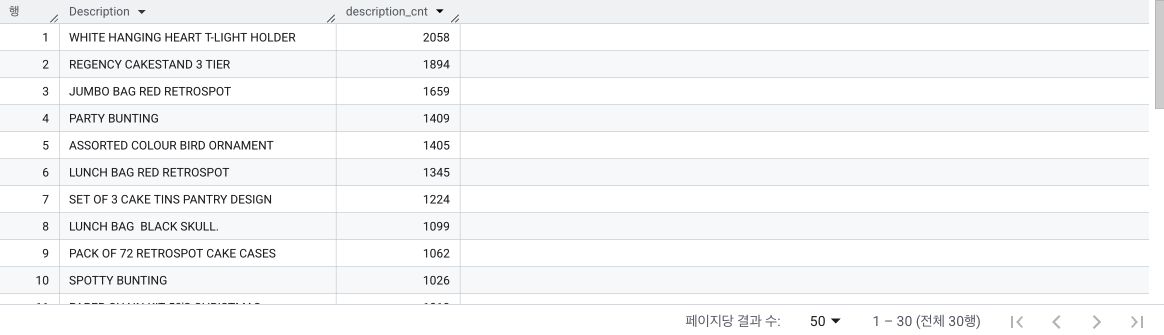 행 Description description_cnt
1 WHITE HANGING HEART T-LIGHT HOLDER 2058
2 REGENCY CAKESTAND 3 TIER 1894
3 JUMBO BAG RED RETROSPOT 1659
4 PARTY BUNTING 1409
5 ASSORTED COLOUR BIRD ORNAMENT 1405
6 LUNCH BAG RED RETROSPOT 1345
7 SET OF 3 CAKE TINS PANTRY DESIGN 1224
8 LUNCH BAG  BLACK SKULL. 1099
9 PACK OF 72 RETROSPOT CAKE CASES 1062
10 SPOTTY BUNTING 1026
페이지당 결과 수: 50 1 – 30 (전체 30행)